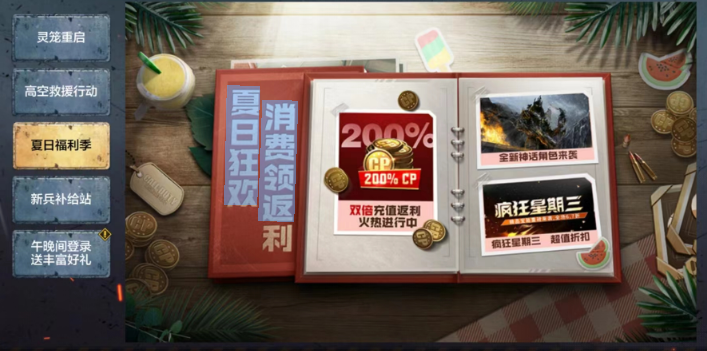 灵笼重启
高空救援行动
夏日福利季
新兵补给站
午晚间登录
送丰富好礼
夏日狂欢
消费领返利
200%
CP
200% CP
双倍充值返利
火热进行中
全新神话角色来袭
疯狂星期三
疯狂星期三 超值折扣